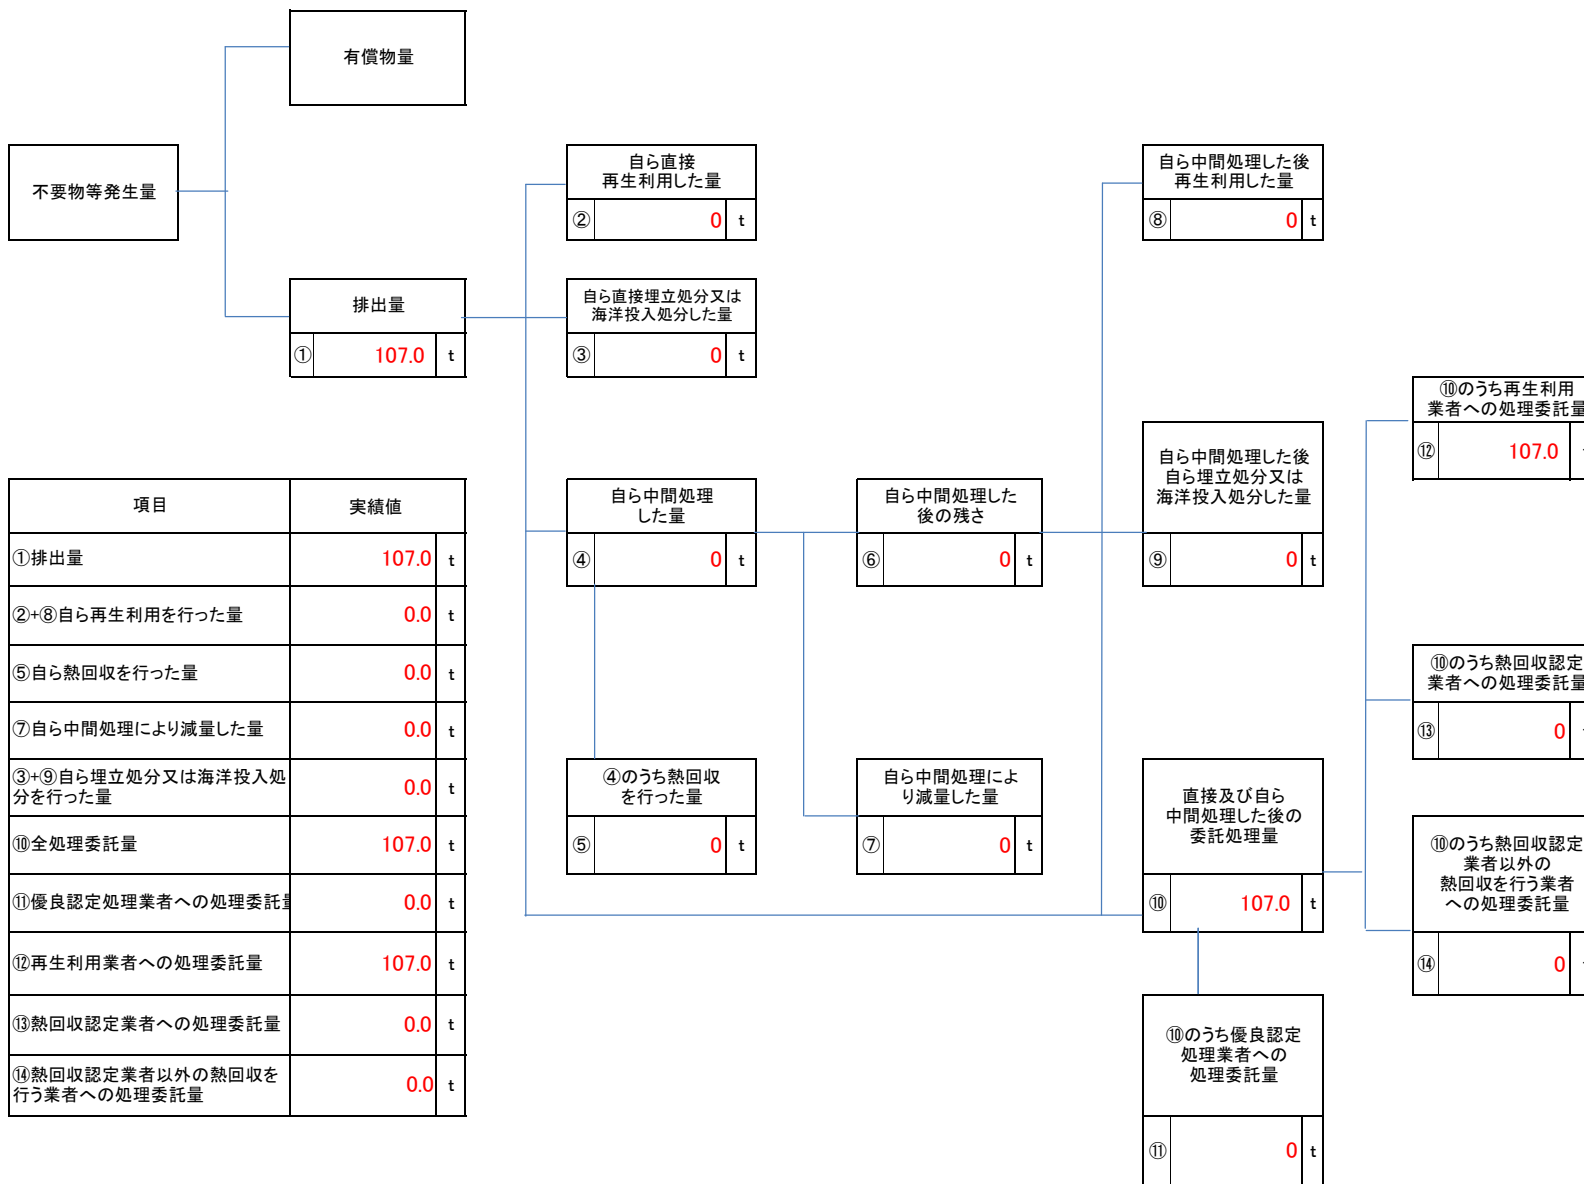 有償物量
不要物等発生量
排出量
① 107.0 t
自ら直接
再生利用した量
② 0 t
自ら直接埋立処分又は
海洋投入処分した量
③ 0 t
自ら中間処理
した量
④ 0 t
④のうち熱回収
を行った量
⑤ 0 t
自ら中間処理した
後の残さ
⑥ 0 t
自ら中間処理によ
り減量した量
⑦ 0 t
自ら中間処理した後
再生利用した量
⑧ 0 t
自ら中間処理した後
自ら埋立処分又は
海洋投入処分した量
⑨ 0 t
直接及び自ら
中間処理した後の
委託処理量
⑩ 107.0 t
⑩のうち優良認定
処理業者への
処理委託量
⑪ 0 t
⑩のうち再生利用
業者への処理委託量
⑫ 107.0
⑩のうち熱回収認定
業者への処理委託量
⑬ 0
⑩のうち熱回収認定
業者以外の
熱回収を行う業者
への処理委託量
⑭ 0
項目 実績値
①排出量 107.0 t
②+⑧自ら再生利用を行った量 0.0 t
⑤自ら熱回収を行った量 0.0 t
⑦自ら中間処理により減量した量 0.0 t
③+⑨自ら埋立処分又は海洋投入処
分を行った量 0.0 t
⑩全処理委託量 107.0 t
⑪優良認定処理業者への処理委託量 0.0 t
⑫再生利用業者への処理委託量 107.0 t
⑬熱回収認定業者への処理委託量 0.0 t
⑭熱回収認定業者以外の熱回収を
行う業者への処理委託量 0.0 t